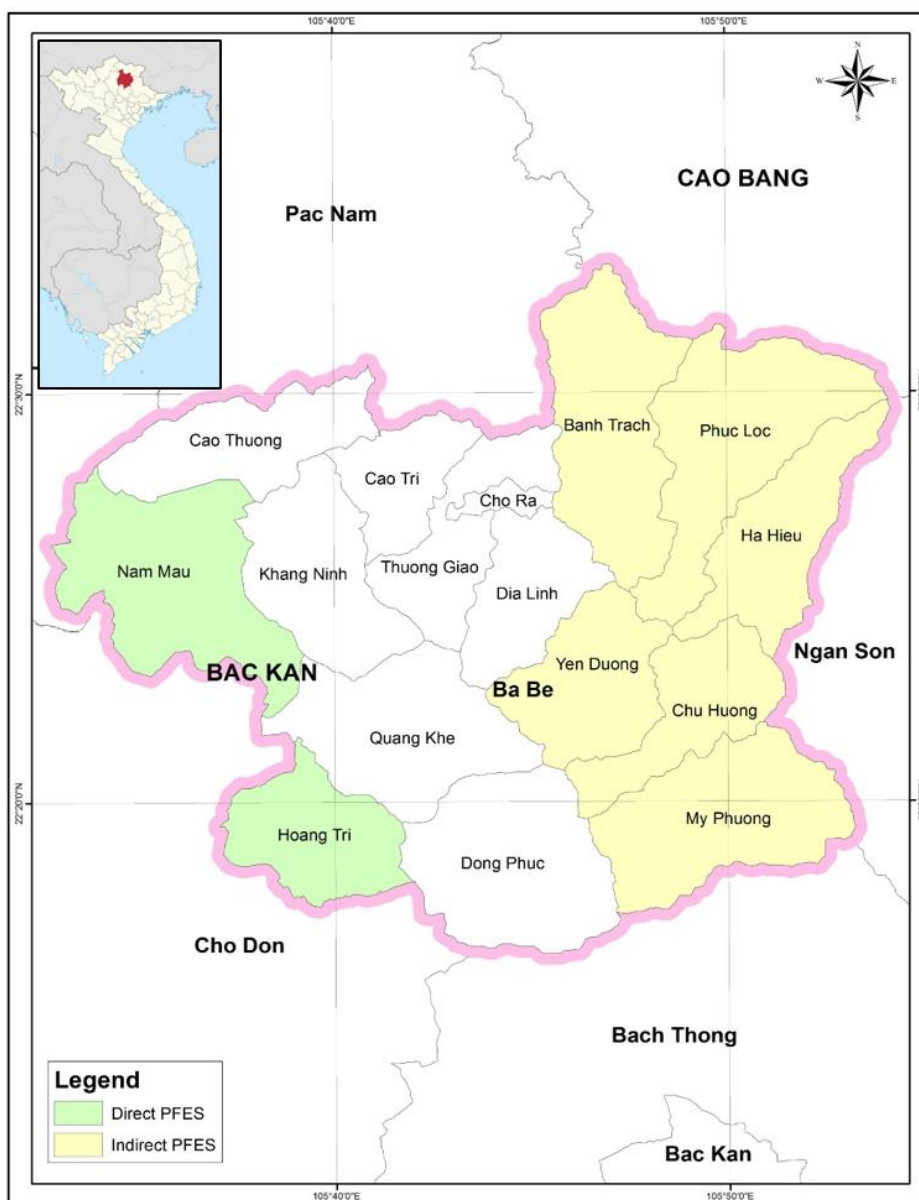 105°40'0"E
105°50'0"E
N
W
E
S
CAO BANG
Pac Nam
22°30'0"N
Banh Trach
Phuc Loc
Cao Thuong
Cao Tri
Cho Ra
Ha Hieu
Nam Mau
Khang Ninh
Thuong Giao
Dia Linh
Ngan Son
Yen Duong
BAC KAN
Ba Be
Chu Huong
Quang Khe
22°20'0"N
My Phuong
Hoang Tri
Dong Phuc
Cho Don
Bach Thong
Legend
Direct PFES
Indirect PFES
Bac Kan
105°40'0"E
105°50'0"E